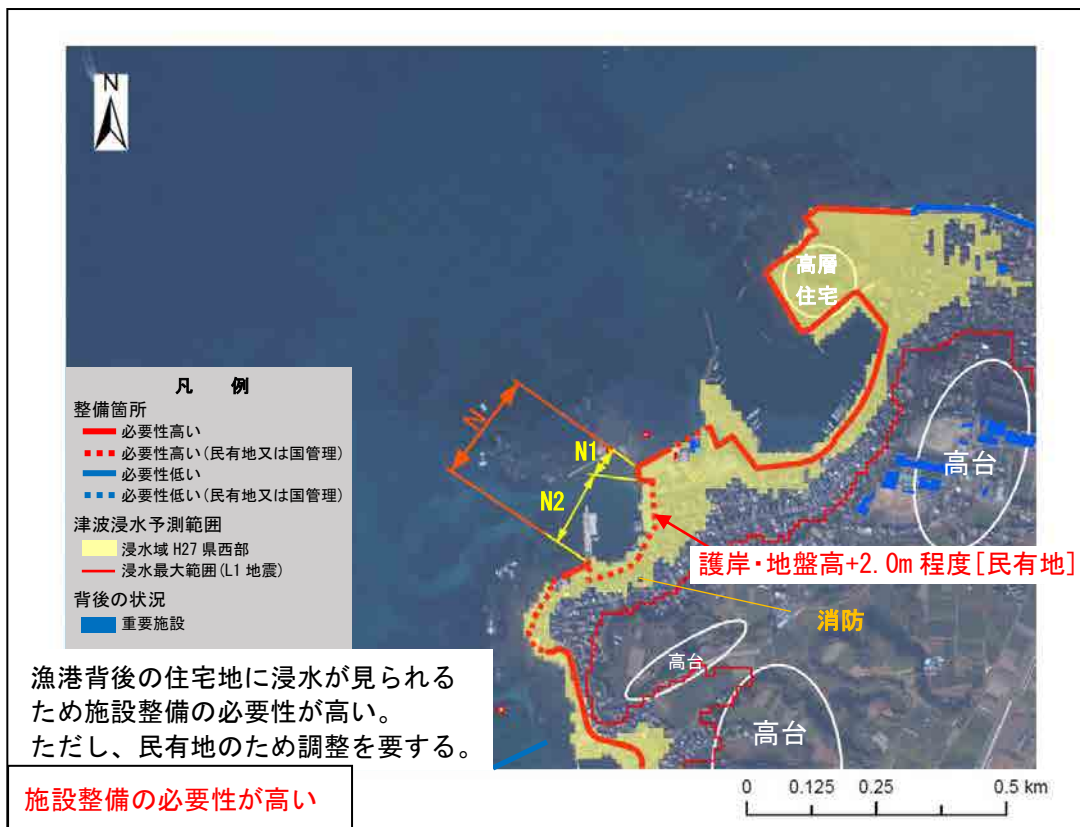 N
高層
住宅
凡 例
整備箇所
必要性高い
必要性高い(民有地又は国管理)
必要性低い
必要性低い(民有地又は国管理)
津波浸水予測範囲
浸水域 H27 県西部
浸水最大範囲(L1 地震)
背後の状況
重要施設
N
N1
N2
高台
護岸・地盤高+2.0m 程度[民有地]
消防
高台
高台
漁港背後の住宅地に浸水が見られる
ため施設整備の必要性が高い。
ただし、民有地のため調整を要する。
施設整備の必要性が高い
0 0.125 0.25 0.5 km